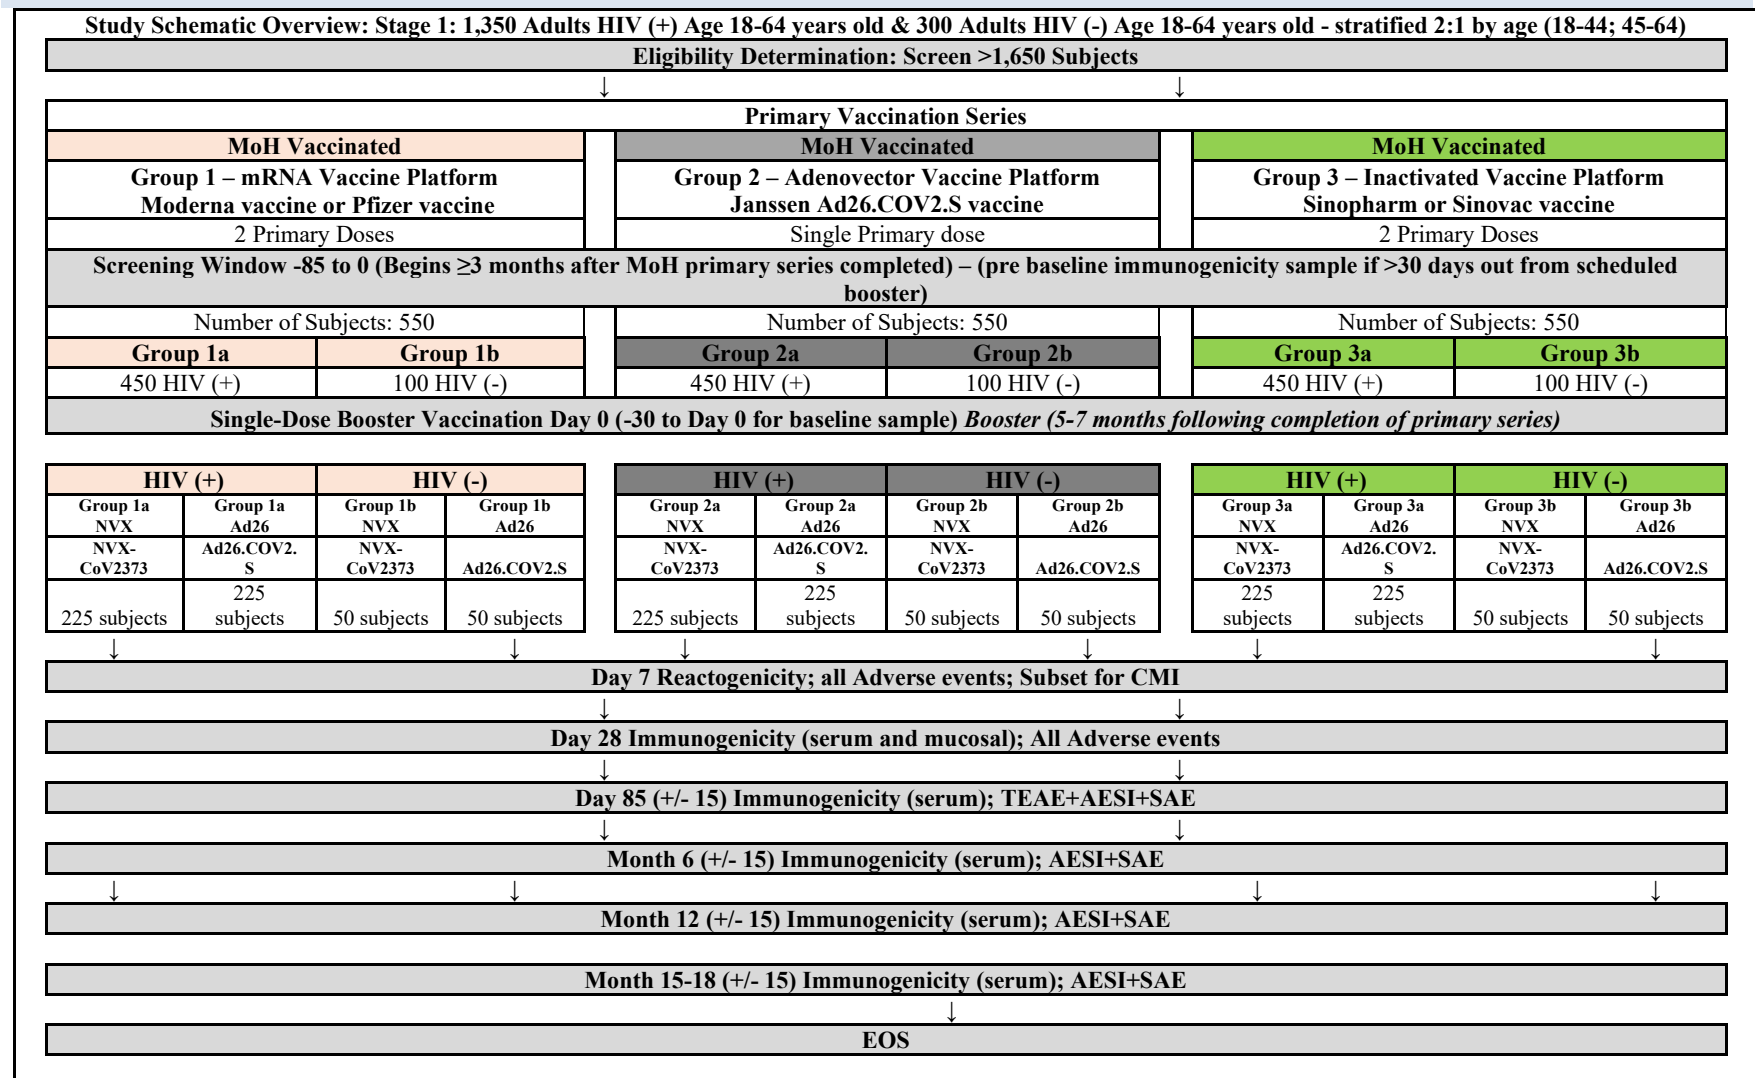 Study Schematic Overview: Stage 1: 1,350 Adults HIV (+) Age 18-64 years old & 300 Adults HIV (-) Age 18-64 years old - stratified 2:1 by age (18-44; 45-64)
Eligibility Determination: Screen >1,650 Subjects
↓ ↓
Primary Vaccination Series
MoH Vaccinated MoH Vaccinated MoH Vaccinated
Group 1 – mRNA Vaccine Platform Group 2 – Adenovector Vaccine Platform Group 3 – Inactivated Vaccine Platform
Moderna vaccine or Pfizer vaccine Janssen Ad26.COV2.S vaccine Sinopharm or Sinovac vaccine
2 Primary Doses Single Primary dose 2 Primary Doses
Screening Window -85 to 0 (Begins ≥3 months after MoH primary series completed) – (pre baseline immunogenicity sample if >30 days out from scheduled
booster)
Number of Subjects: 550 Number of Subjects: 550 Number of Subjects: 550
Group 1a Group 1b Group 2a Group 2b Group 3a Group 3b
450 HIV (+) 100 HIV (-) 450 HIV (+) 100 HIV (-) 450 HIV (+) 100 HIV (-)
Single-Dose Booster Vaccination Day 0 (-30 to Day 0 for baseline sample) Booster (5-7 months following completion of primary series)
HIV (+) HIV (-) HIV (+) HIV (-) HIV (+) HIV (-)
Group 1a Group 1a Group 1b Group 1b Group 2a Group 2a Group 2b Group 2b Group 3a Group 3a Group 3b Group 3b
NVX Ad26 NVX Ad26 NVX Ad26 NVX Ad26 NVX Ad26 NVX Ad26
NVX- Ad26.COV2. NVX- NVX- Ad26.COV2. NVX- NVX- Ad26.COV2. NVX-
CoV2373 S CoV2373 Ad26.COV2.S CoV2373 S CoV2373 Ad26.COV2.S CoV2373 S CoV2373 Ad26.COV2.S
225 225 225 225
225 subjects subjects 50 subjects 50 subjects 225 subjects subjects 50 subjects 50 subjects subjects subjects 50 subjects 50 subjects
↓ ↓ ↓ ↓ ↓ ↓
Day 7 Reactogenicity; all Adverse events; Subset for CMI
↓ ↓
Day 28 Immunogenicity (serum and mucosal); All Adverse events
↓ ↓
Day 85 (+/- 15) Immunogenicity (serum); TEAE+AESI+SAE
↓ ↓
Month 6 (+/- 15) Immunogenicity (serum); AESI+SAE
↓ ↓ ↓ ↓
Month 12 (+/- 15) Immunogenicity (serum); AESI+SAE
Month 15-18 (+/- 15) Immunogenicity (serum); AESI+SAE
↓
EOS